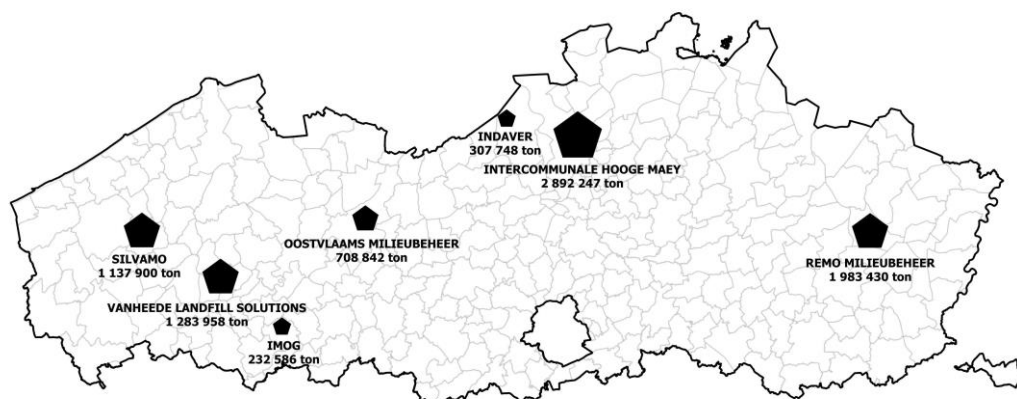 INDAVER
307 748 ton
INTERCOMMUNALE HOOGE MAEY
2 892 247 ton
OOSTVLAAMS MILIEUBEHEER
708 842 ton
SILVAMO
1 137 900 ton
REMO MILIEUBEHEER
1 983 430 ton
VANHEEDE LANDFILL SOLUTIONS
1 283 958 ton
IMOG
232 586 ton